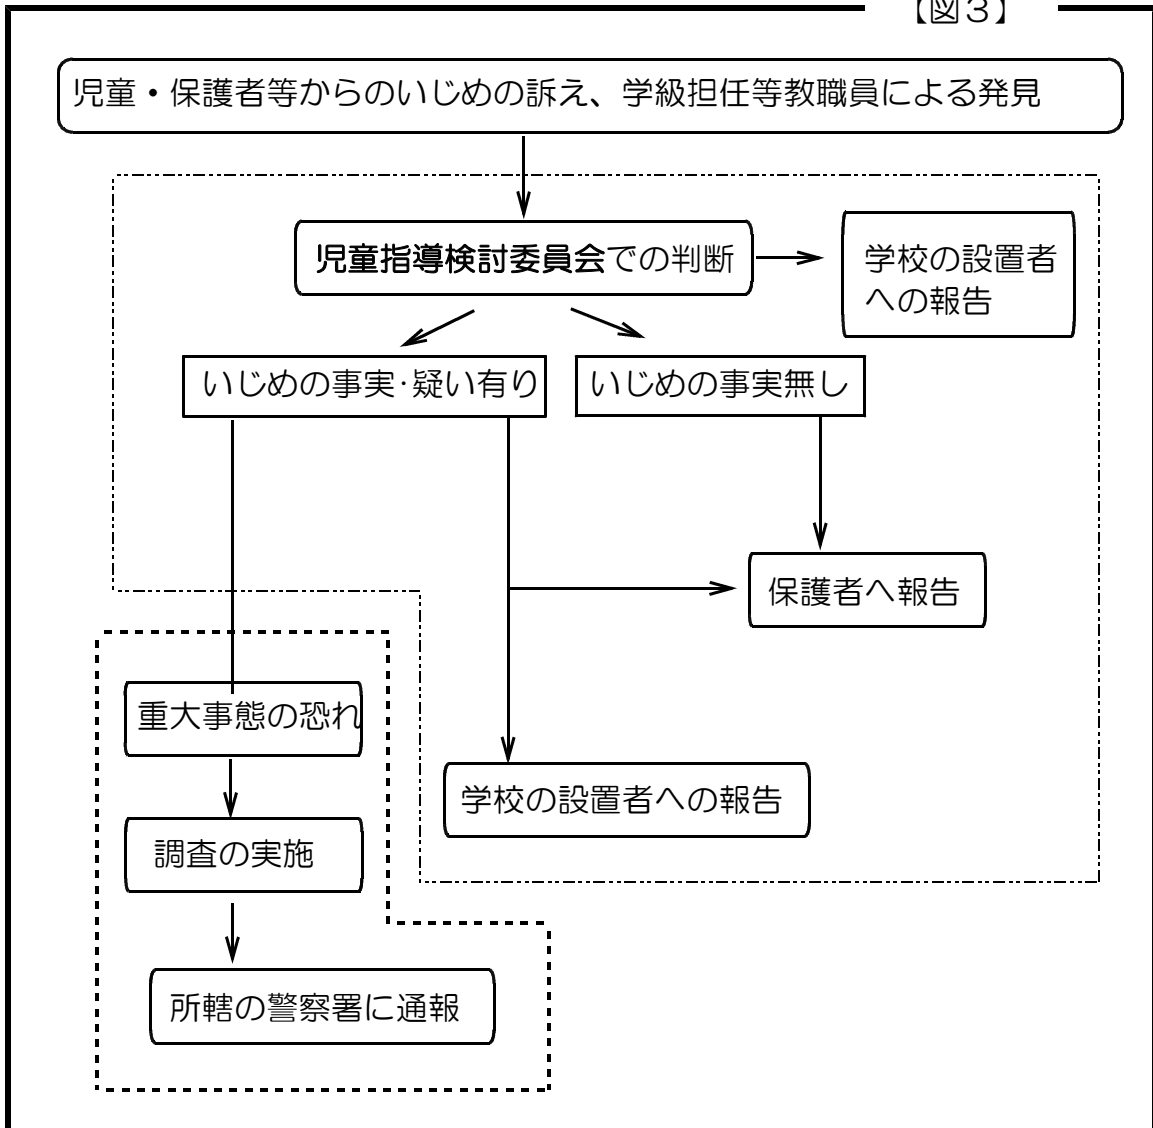 【図３】
児童・保護者等からのいじめの訴え、学級担任等教職員による発見
児童指導検討委員会での判断
学校の設置者
への報告
いじめの事実・疑い有り
いじめの事実無し
保護者へ報告
重大事態の恐れ
学校の設置者への報告
調査の実施
所轄の警察署に通報